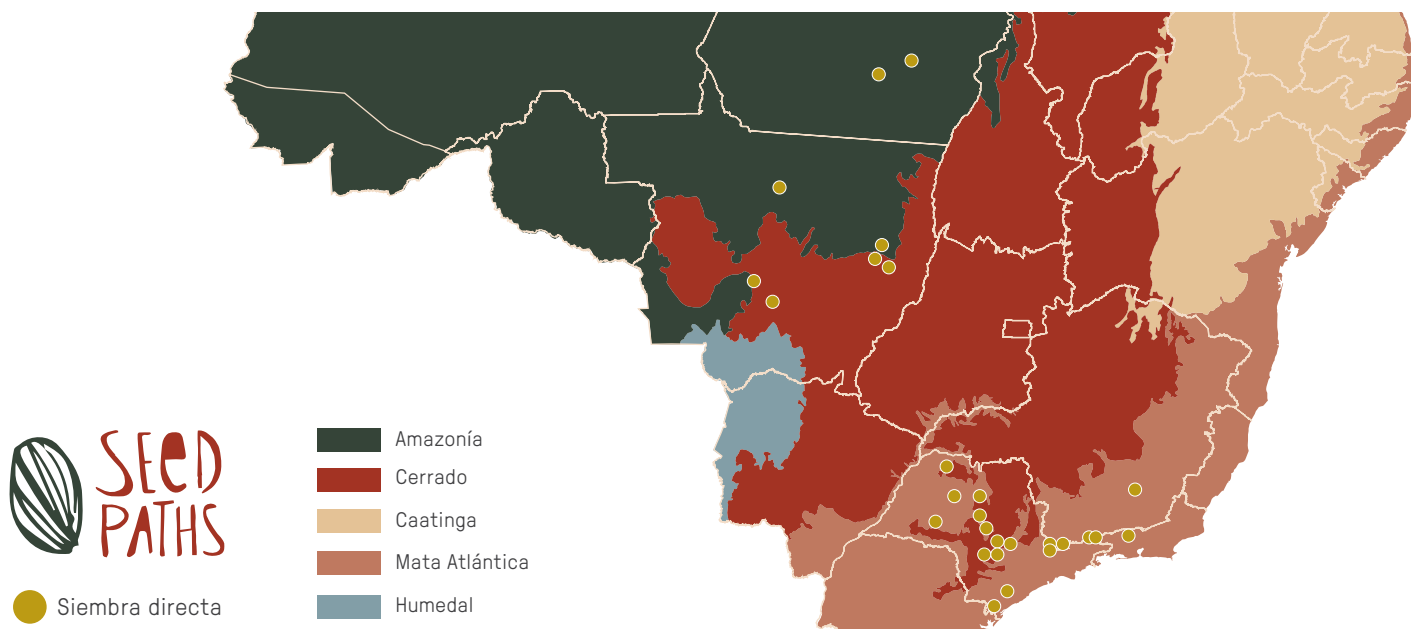 SEeD
PATHS
Siembra directa
Amazonía
Cerrado
Caatinga
Mata Atlántica
Humedal